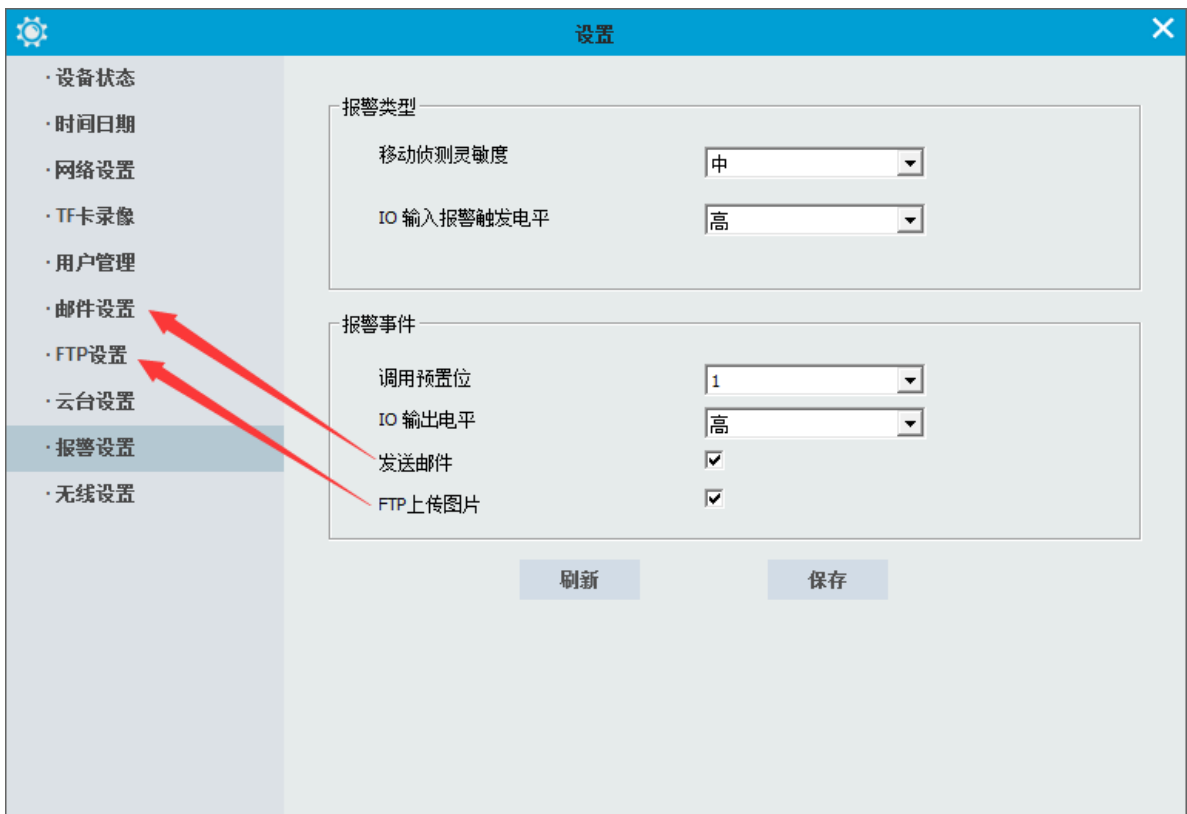 设置
·设备状态
·时间日期
·网络设置
·TF卡录像
·用户管理
·邮件设置
·FTP设置
·云台设置
·报警设置
·无线设置
报警类型
移动侦测灵敏度 中
IO 输入报警触发电平 高
报警事件
调用预置位 1
IO 输出电平 高
发送邮件
FTP上传图片
刷新 保存